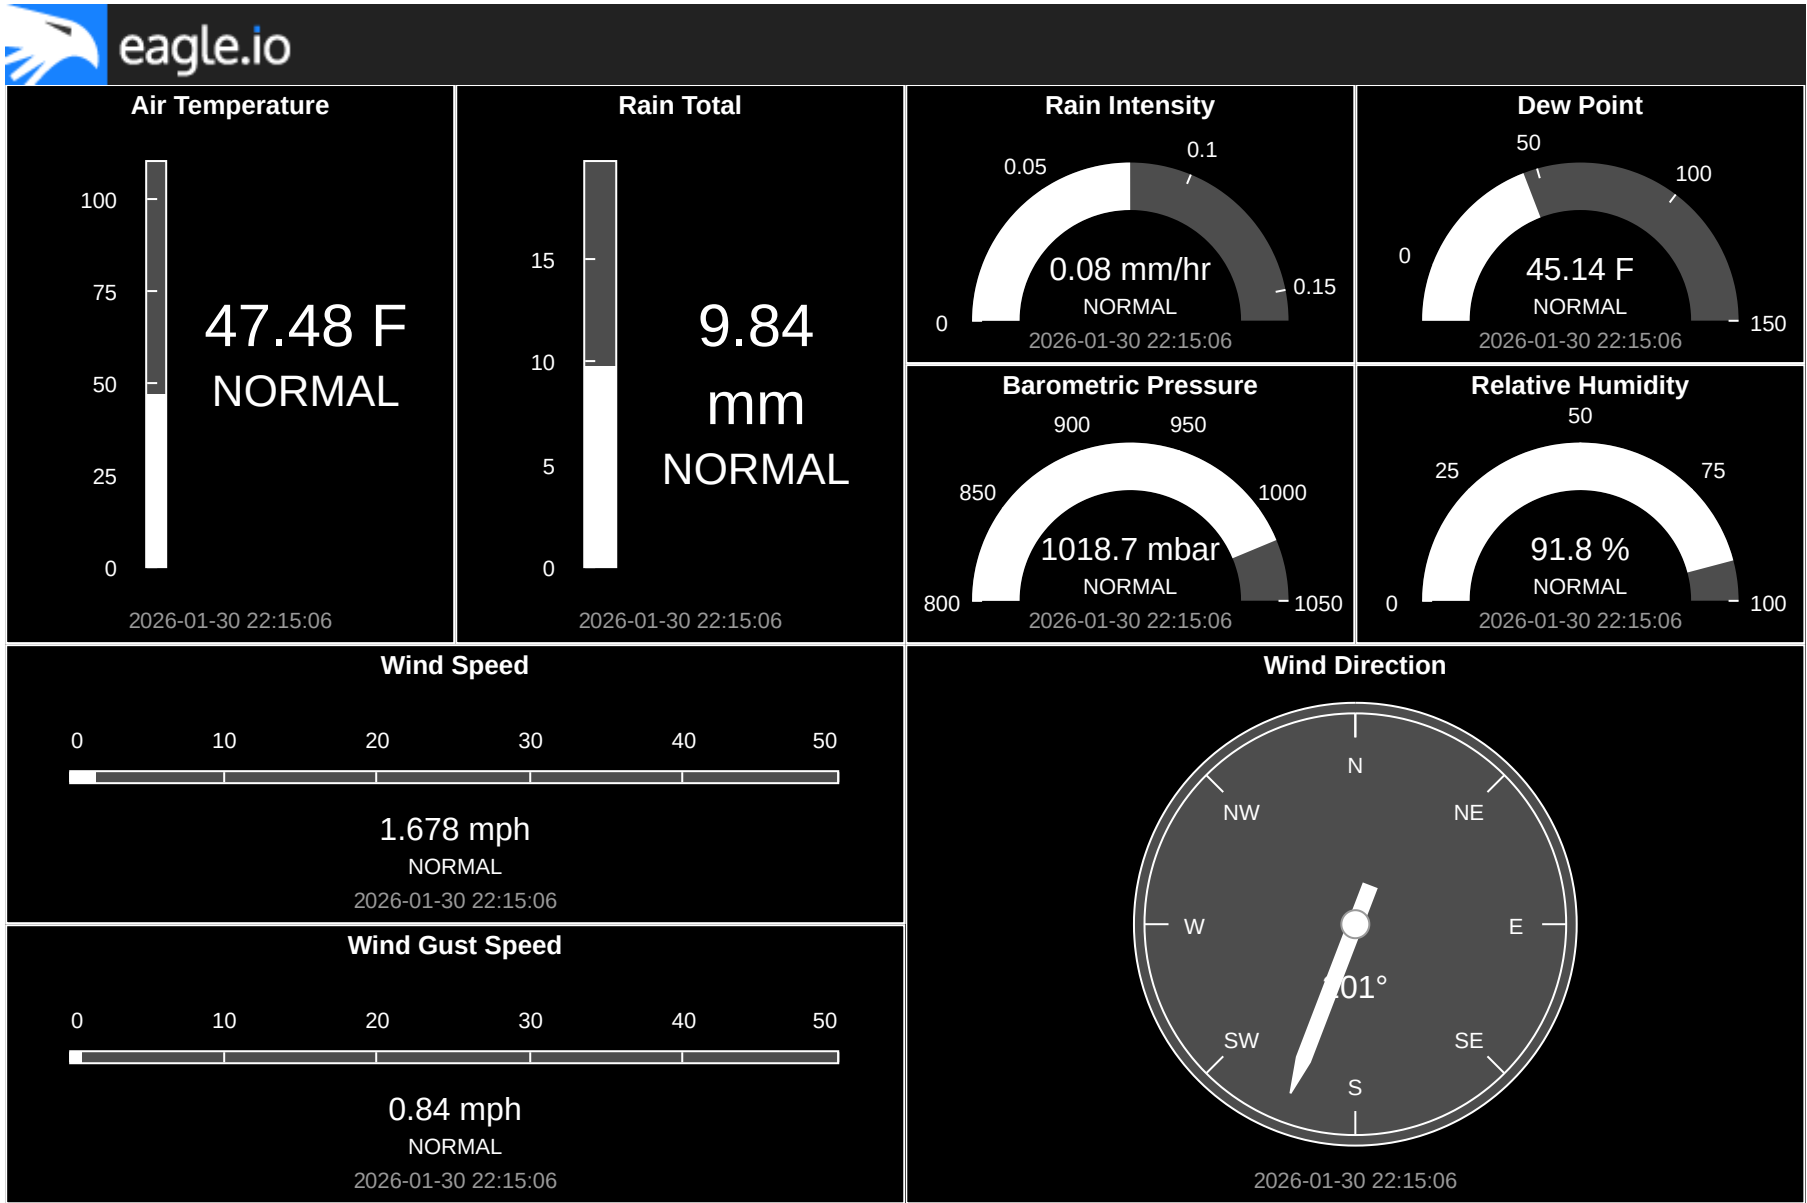 eagle.io
Air Temperature
100
75
50
25
0
47.48 F
NORMAL
2026-01-30 22:15:06
Rain Total
15
10
5
0
9.84
mm
NORMAL
2026-01-30 22:15:06
Rain Intensity
0
0.05
0.1
0.15
0.08 mm/hr
NORMAL
2026-01-30 22:15:06
Dew Point
0
50
100
150
45.14 F
NORMAL
2026-01-30 22:15:06
Barometric Pressure
800
850
900
950
1000
1050
1018.7 mbar
NORMAL
2026-01-30 22:15:06
Relative Humidity
0
25
50
75
100
91.8 %
NORMAL
2026-01-30 22:15:06
Wind Speed
0 10 20 30 40 50
1.678 mph
NORMAL
2026-01-30 22:15:06
Wind Gust Speed
0 10 20 30 40 50
0.84 mph
NORMAL
2026-01-30 22:15:06
Wind Direction
N
NW NE
W E
SW SE
S
2026-01-30 22:15:06